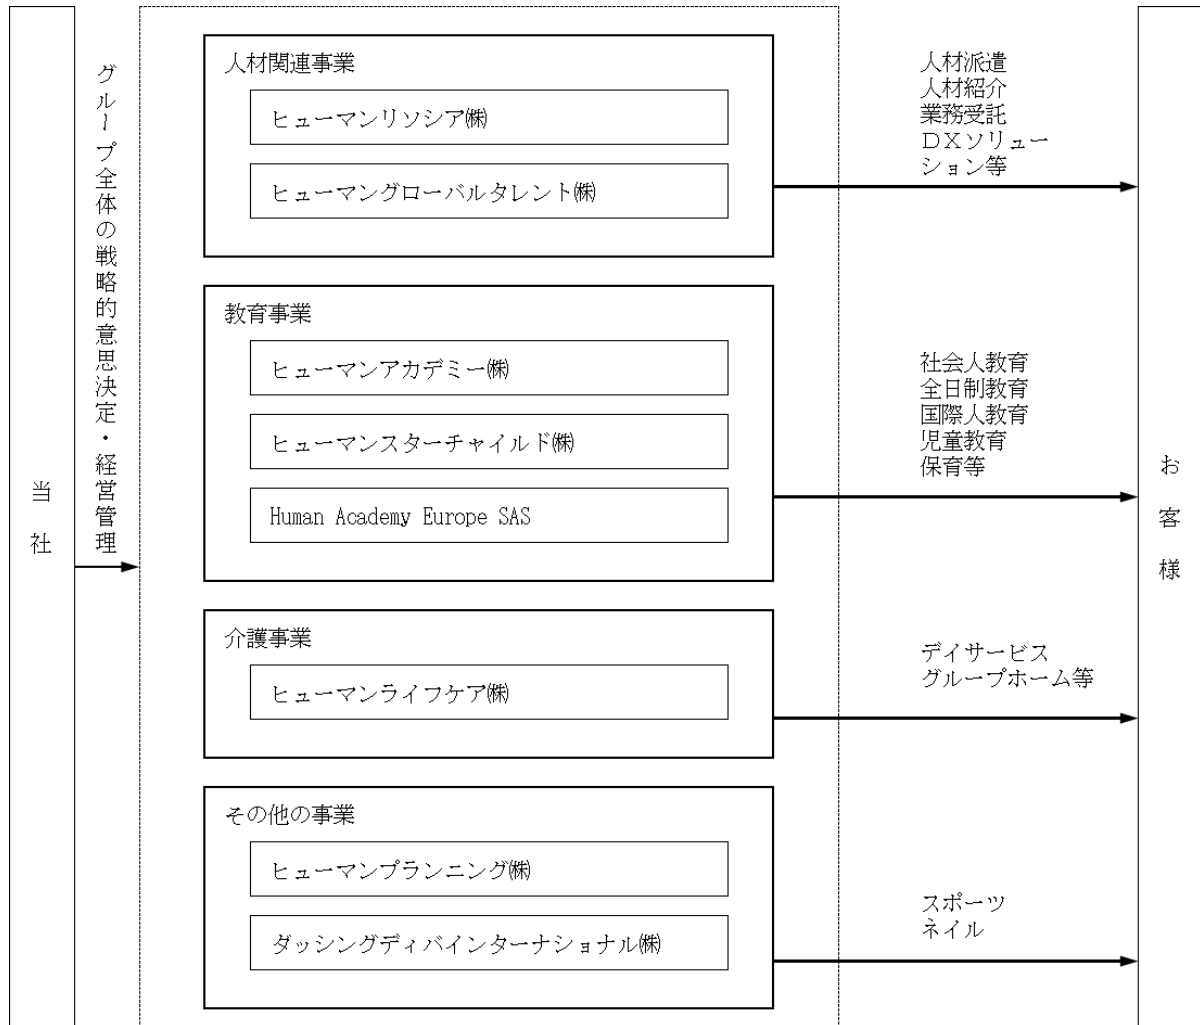 当社
グループ全体の戦略的意思決定・経営管理
人材関連事業
ヒューマンリソシア㈱
ヒューマングローバルタレント㈱
人材派遣
人材紹介
業務受託
ＤＸソリュー
ション等
教育事業
ヒューマンアカデミー㈱
ヒューマンスターチャイルド㈱
Human Academy Europe SAS
社会人教育
全日制教育
国際人教育
児童教育
保育等
介護事業
ヒューマンライフケア㈱
デイサービス
グループホーム等
その他の事業
ヒューマンプランニング㈱
ダッシングディバインターナショナル㈱
スポーツ
ネイル
お客様